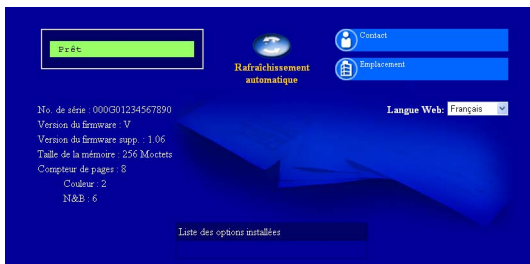 Prêt
Rafraîchissement
automatique
Contact
Emplacement
Langue Web: Français
No. de série : 000G01234567890
Version du firmware : V
Version du firmware supp. : 1.06
Taille de la mémoire : 256 Moctets
Compteur de pages : 8
Couleur : 2
N&B : 6
Liste des options installées